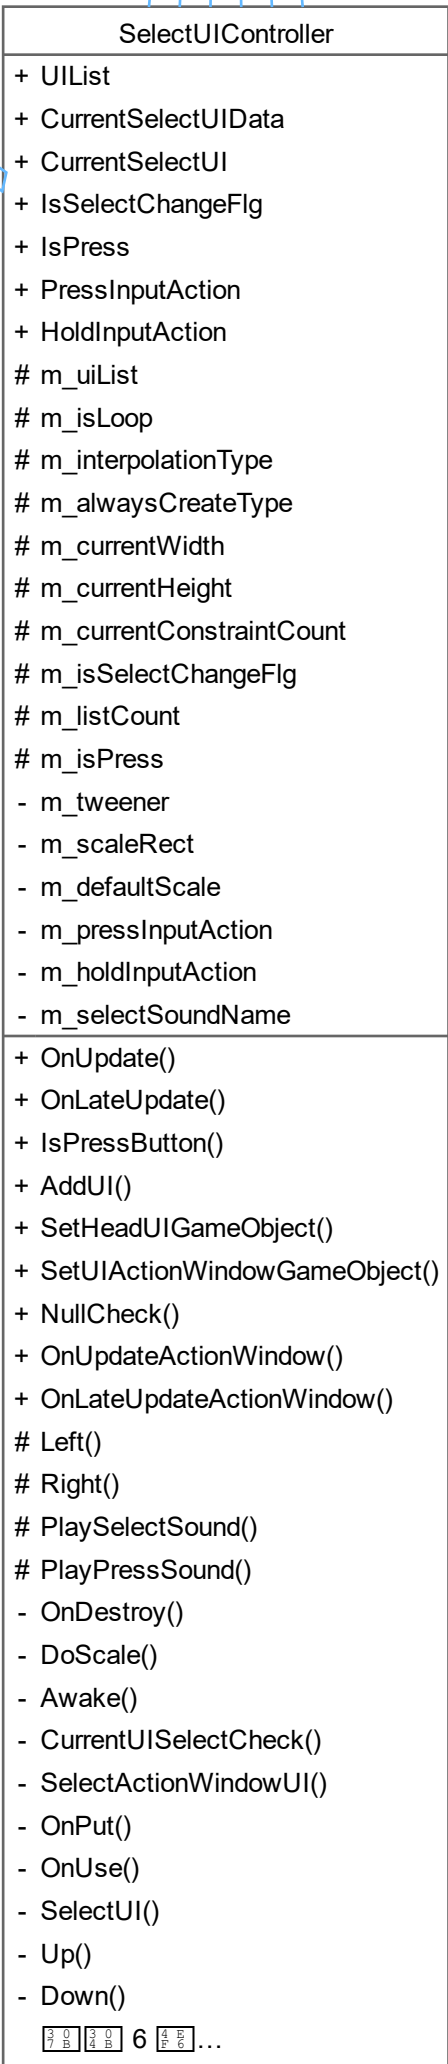 SelectUIController
+ UIList
+ CurrentSelectUIData
+ CurrentSelectUI
+ IsSelectChangeFlg
+ IsPress
+ PressInputAction
+ HoldInputAction
# m_uiList
# m_isLoop
# m_interpolationType
# m_alwaysCreateType
# m_currentWidth
# m_currentHeight
# m_currentConstraintCount
# m_isSelectChangeFlg
# m_listCount
# m_isPress
- m_tweener
- m_scaleRect
- m_defaultScale
- m_pressInputAction
- m_holdInputAction
- m_selectSoundName
+ OnUpdate()
+ OnLateUpdate()
+ IsPressButton()
+ AddUI()
+ SetHeadUIGameObject()
+ SetUIActionWindowGameObject()
+ NullCheck()
+ OnUpdateActionWindow()
+ OnLateUpdateActionWindow()
# Left()
# Right()
# PlaySelectSound()
# PlayPressSound()
- OnDestroy()
- DoScale()
- Awake()
- CurrentUISelectCheck()
- SelectActionWindowUI()
- OnPut()
- OnUse()
- SelectUI()
- Up()
- Down()
6 ...